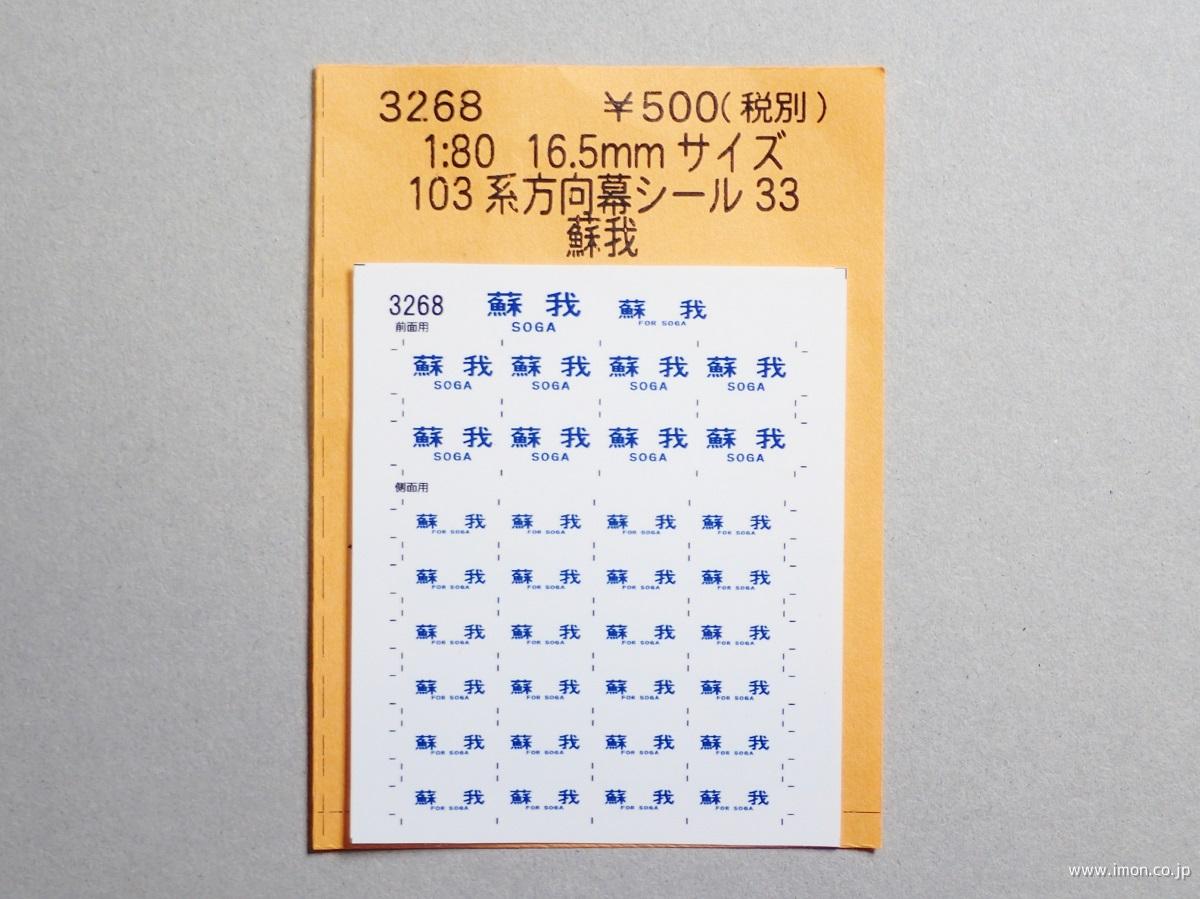 3268 ¥500(税別)
1:80 16.5mm サイズ
103 系方向幕シール 33
蘇我
3268 蘇 我 蘇 我
前面用 SOGA FOR SOGA
蘇 我 蘇 我 蘇 我 蘇 我
SOGA SOGA SOGA SOGA
蘇 我 蘇 我 蘇 我 蘇 我
SOGA SOGA SOGA SOGA
側面用
蘇 我 蘇 我 蘇 我 蘇 我
FOR SOGA FOR SOGA FOR SOGA FOR SOGA
蘇 我 蘇 我 蘇 我 蘇 我
FOR SOGA FOR SOGA FOR SOGA FOR SOGA
蘇 我 蘇 我 蘇 我 蘇 我
FOR SOGA FOR SOGA FOR SOGA FOR SOGA
蘇 我 蘇 我 蘇 我 蘇 我
FOR SOGA FOR SOGA FOR SOGA FOR SOGA
蘇 我 蘇 我 蘇 我 蘇 我
FOR SOGA FOR SOGA FOR SOGA FOR SOGA
蘇 我 蘇 我 蘇 我 蘇 我
FOR SOGA FOR SOGA FOR SOGA FOR SOGA
www.imon.co.jp